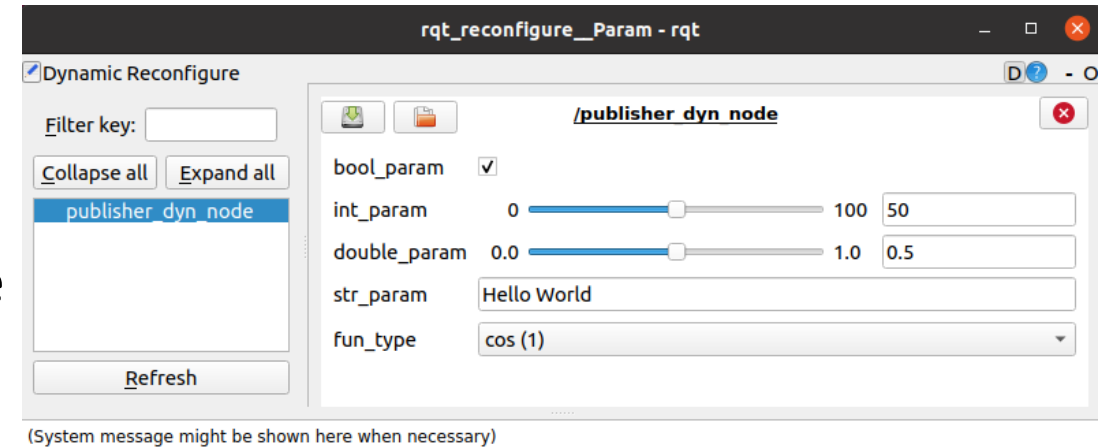 rqt_reconfigure__Param - rqt
Dynamic Reconfigure
D ? - O
Filter key:
Collapse all Expand all
publisher_dyn_node
Refresh
/publisher_dyn_node
bool_param
int_param 0 100 50
double_param 0.0 1.0 0.5
str_param Hello World
fun_type cos (1)
(System message might be shown here when necessary)
e